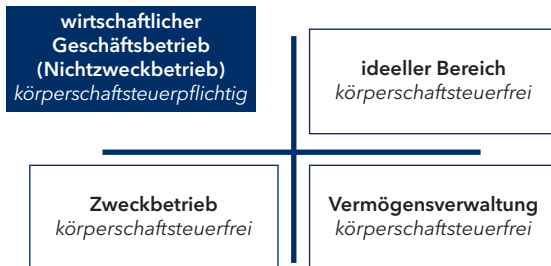 wirtschaftlicher
Geschäftsbetrieb
(Nichtzweckbetrieb)
körperschaftsteuerpflichtig
ideeller Bereich
körperschaftsteuerfrei
Zweckbetrieb
körperschaftsteuerfrei
Vermögensverwaltung
körperschaftsteuerfrei